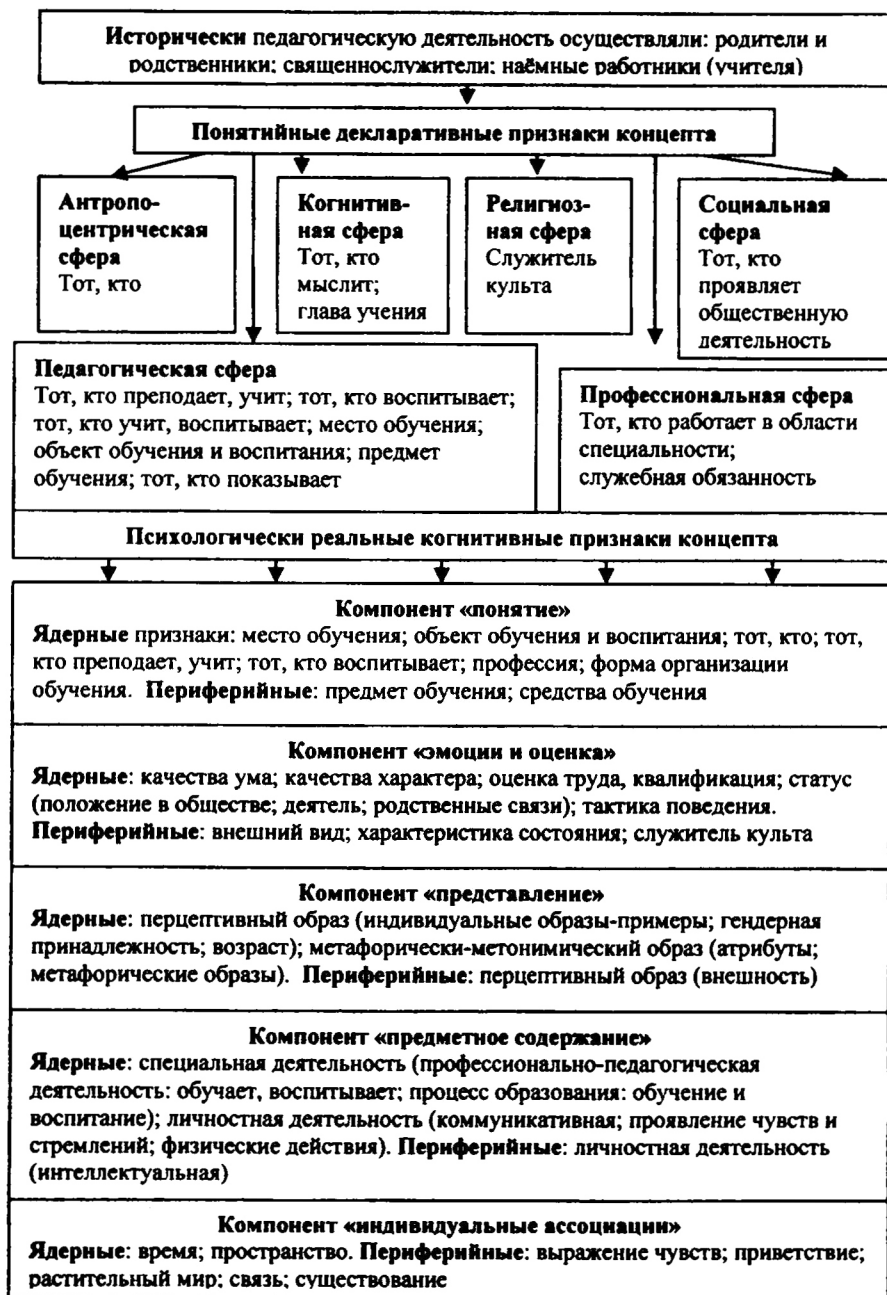 Исторически педагогическую деятельность осуществляли: родители и
родственники; священнослужители; наёмные работники (учителя)
Понятийные декларативные признаки концепта
Антропо-
центрическая
сфера
Тот, кто
Когнитив-
ная сфера
Тот, кто
мыслит;
глава учения
Религиоз-
ная сфера
Служитель
культа
Социальная
сфера
Тот, кто
проявляет
общественную
деятельность
Педагогическая сфера
Тот, кто преподает, учит; тот, кто воспитывает;
тот, кто учит, воспитывает; место обучения;
объект обучения и воспитания; предмет
обучения; тот, кто показывает
Профессиональная сфера
Тот, кто работает в области
специальности;
служебная обязанность
Психологически реальные когнитивные признаки концепта
Компонент «понятие»
Ядерные признаки: место обучения; объект обучения и воспитания; тот, кто; тот,
кто преподает, учит; тот, кто воспитывает; профессия; форма организации
обучения. Периферийные: предмет обучения; средства обучения
Компонент «эмоции и оценка»
Ядерные: качества ума; качества характера; оценка труда, квалификация; статус
(положение в обществе; деятель; родственные связи); тактика поведения.
Периферийные: внешний вид; характеристика состояния; служитель культа
Компонент «представление»
Ядерные: перцептивный образ (индивидуальные образы-примеры; гендерная
принадлежность; возраст); метафорически-метонимический образ (атрибуты;
метафорические образы). Периферийные: перцептивный образ (внешность)
Компонент «предметное содержание»
Ядерные: специальная деятельность (профессионально-педагогическая
деятельность: обучает, воспитывает; процесс образования: обучение и
воспитание); личностная деятельность (коммуникативная; проявление чувств и
стремлений; физические действия). Периферийные: личностная деятельность
(интеллектуальная)
Компонент «индивидуальные ассоциации»
Ядерные: время; пространство. Периферийные: выражение чувств; приветствие;
растительный мир; связь; существование